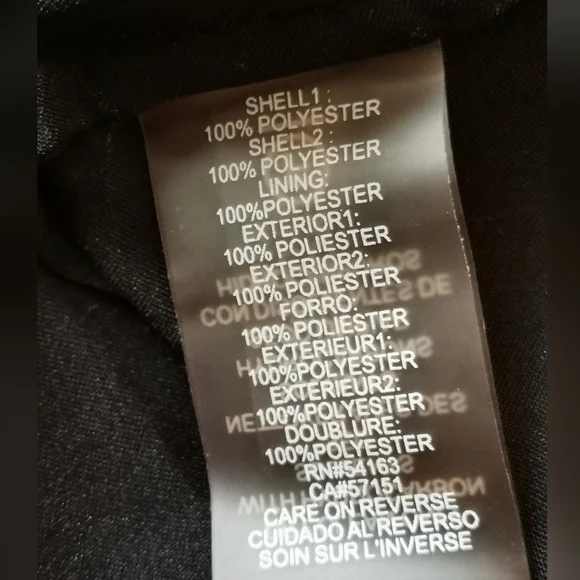 SHELL1:
100% POLYESTER
SHELL2:
100% POLYESTER
LINING:
100%POLYESTER
EXTERIOR1:
100% POLIESTER
EXTERIOR2:
100% POLIESTER
FORRO:
100% POLIESTER
EXTERIEUR1:
100%POLYESTER
EXTERIEUR2:
100%POLYESTER
DOUBLURE:
100%POLYESTER
RN#54163
CA#57151
CARE ON REVERSE
CUIDADO AL REVERSO
SOIN SUR L'INVERSE